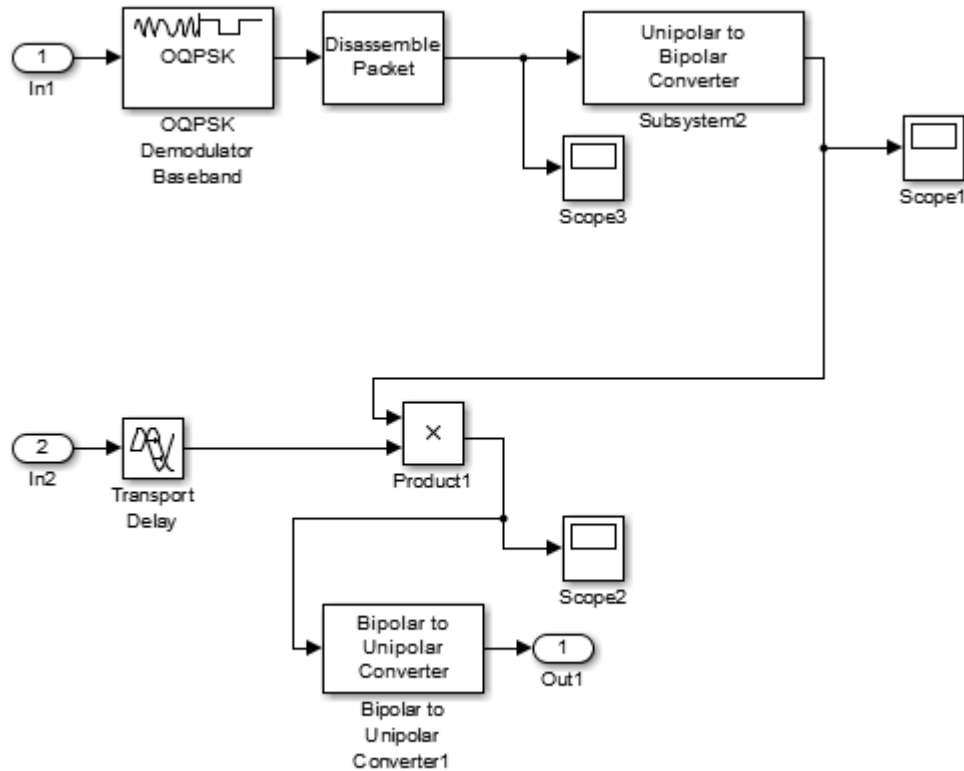 1
In1
OQPSK
OQPSK
Demodulator
Baseband
Disassemble
Packet
Unipolar to
Bipolar
Converter
Subsystem2
Scope3
Scope1
2
In2
Transport
Delay
×
Product1
Scope2
Bipolar to
Unipolar
Converter
Bipolar to
Unipolar
Converter1
1
Out1